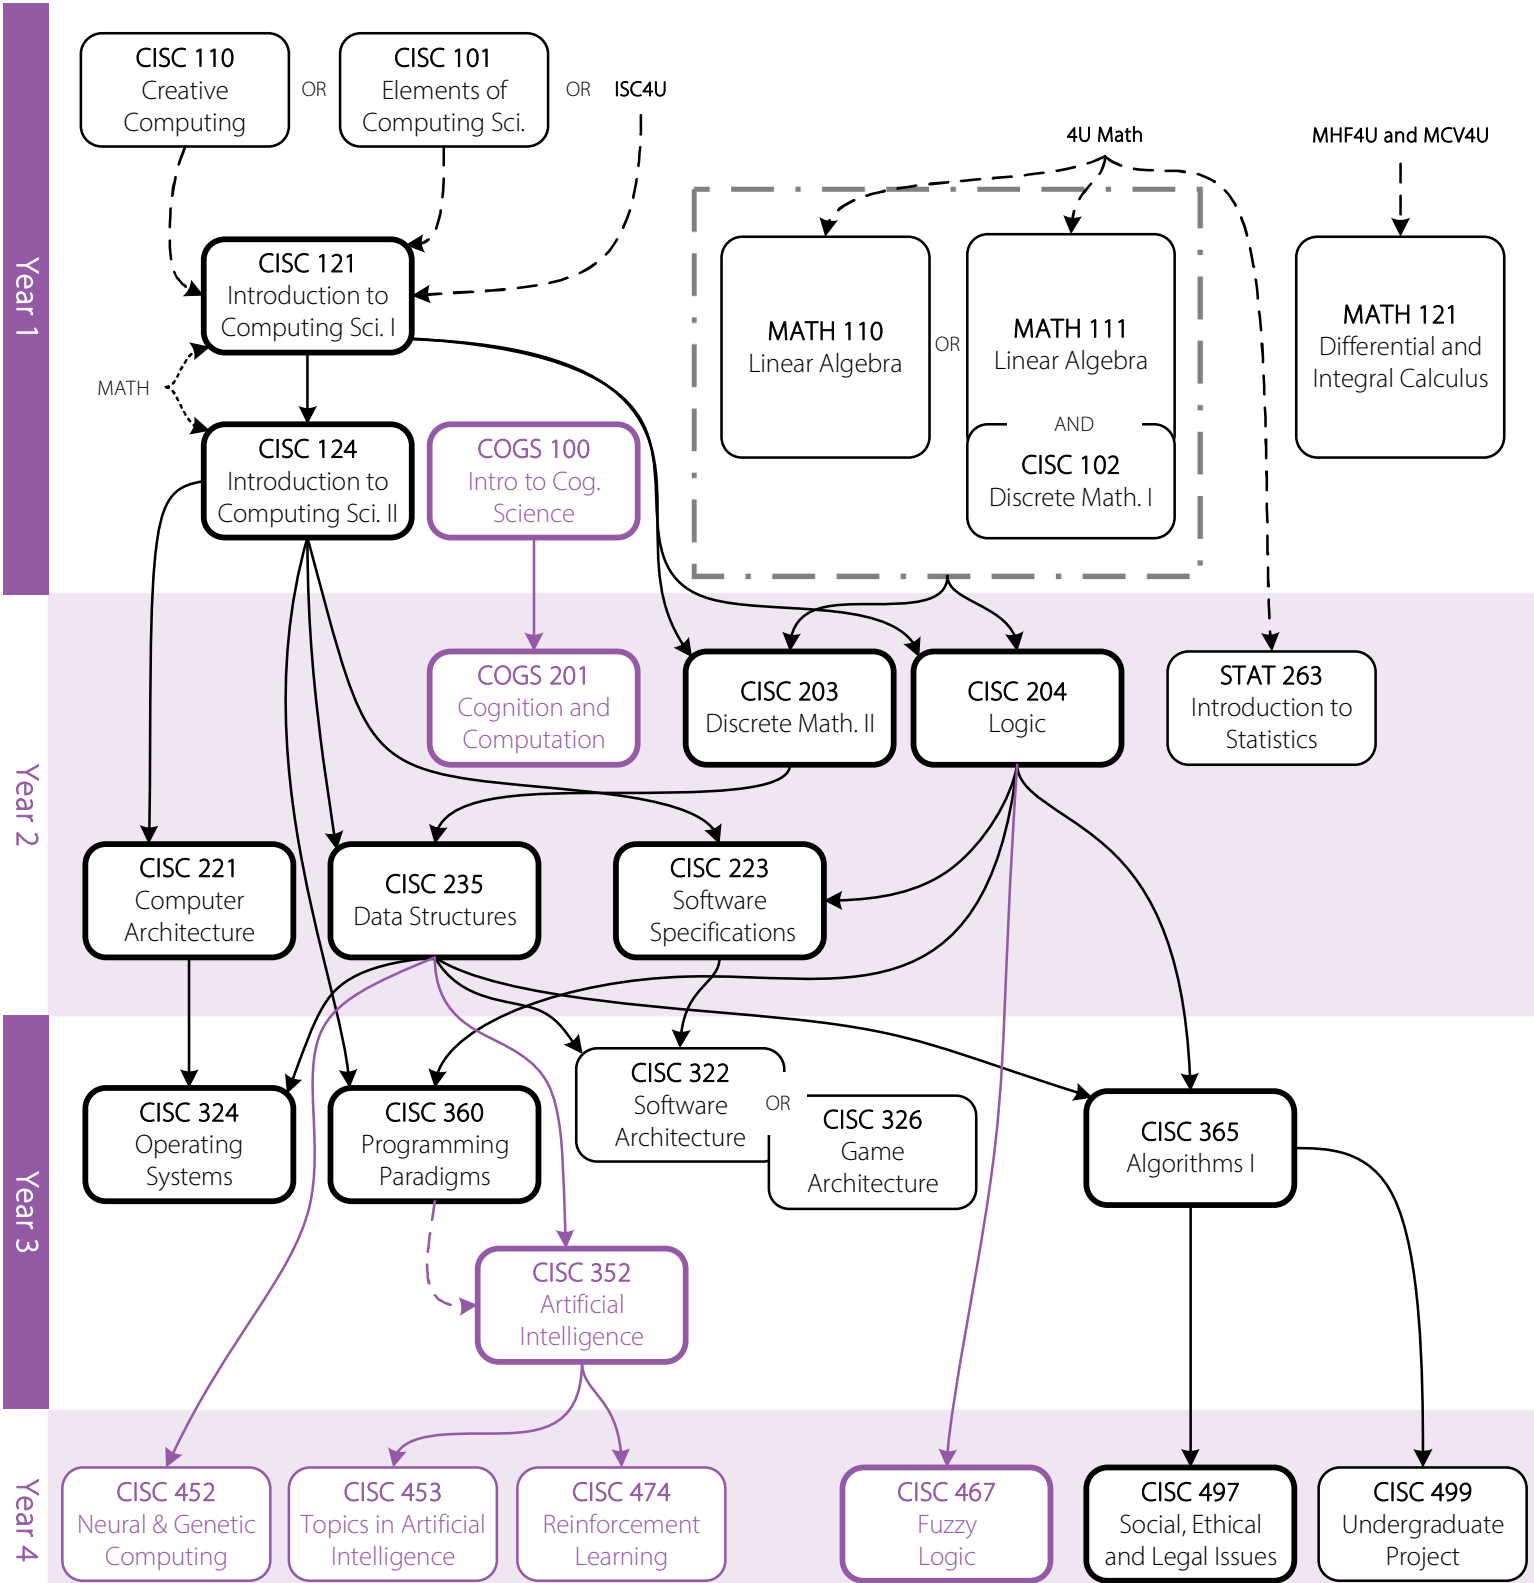 Year 1
CISC 110
Creative
Computing
OR
CISC 101
Elements of
Computing Sci.
OR
ISC4U
4U Math
MHF4U and MCV4U
CISC 121
Introduction to
Computing Sci. I
MATH 110
Linear Algebra
OR
MATH 111
Linear Algebra
AND
CISC 102
Discrete Math. I
MATH 121
Differential and
Integral Calculus
MATH
CISC 124
Introduction to
Computing Sci. II
COGS 100
Intro to Cog.
Science
Year 2
COGS 201
Cognition and
Computation
CISC 203
Discrete Math. II
CISC 204
Logic
STAT 263
Introduction to
Statistics
CISC 221
Computer
Architecture
CISC 235
Data Structures
CISC 223
Software
Specifications
Year 3
CISC 324
Operating
Systems
CISC 360
Programming
Paradigms
CISC 322
Software
Architecture
OR
CISC 326
Game
Architecture
CISC 365
Algorithms I
CISC 352
Artificial
Intelligence
Year 4
CISC 452
Neural & Genetic
Computing
CISC 453
Topics in Artificial
Intelligence
CISC 474
Reinforcement
Learning
CISC 467
Fuzzy
Logic
CISC 497
Social, Ethical
and Legal Issues
CISC 499
Undergraduate
Project